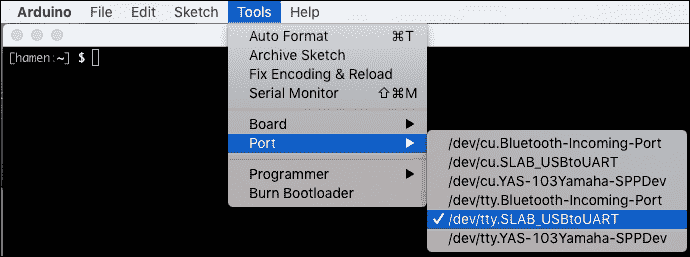 Arduino File Edit Sketch Tools Help
[hamen:~] $
Auto Format ⌘T
Archive Sketch
Fix Encoding & Reload
Serial Monitor ⇧⌘M
Board ▶
Port ▶
Programmer ▶
Burn Bootloader
/dev/cu.Bluetooth-Incoming-Port
/dev/cu.SLAB_USBtoUART
/dev/cu.YAS-103Yamaha-SPPDev
/dev/tty.Bluetooth-Incoming-Port
✓ /dev/tty.SLAB_USBtoUART
/dev/tty.YAS-103Yamaha-SPPDev